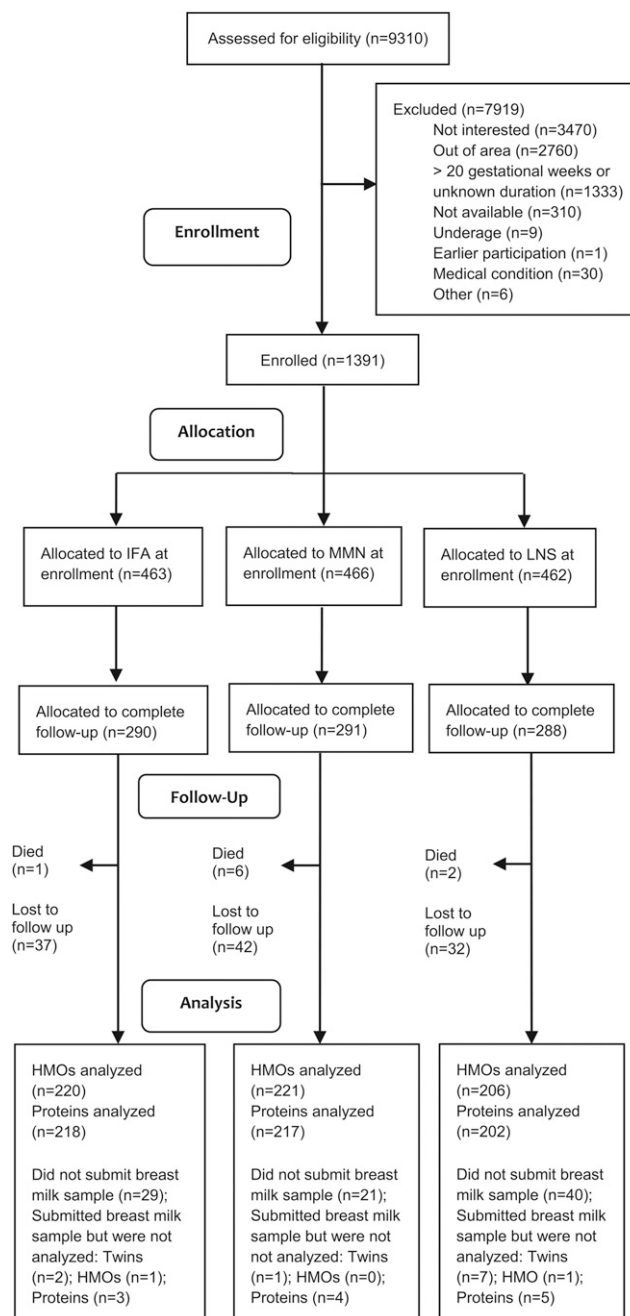 Assessed for eligibility (n=9310)
Excluded (n=7919)
Not interested (n=3470)
Out of area (n=2760)
> 20 gestational weeks or
unknown duration (n=1333)
Not available (n=310)
Underage (n=9)
Earlier participation (n=1)
Medical condition (n=30)
Other (n=6)
Enrollment
Enrolled (n=1391)
Allocation
Allocated to IFA at
enrollment (n=463)
Allocated to MMN at
enrollment (n=466)
Allocated to LNS at
enrollment (n=462)
Allocated to complete
follow-up (n=290)
Allocated to complete
follow-up (n=291)
Allocated to complete
follow-up (n=288)
Follow-Up
Died
(n=1)
Lost to
follow up
(n=37)
Died
(n=6)
Lost to
follow up
(n=42)
Died
(n=2)
Lost to
follow up
(n=32)
Analysis
HMOs analyzed
(n=220)
Proteins analyzed
(n=218)
Did not submit breast
milk sample (n=29);
Submitted breast milk
sample but were not
analyzed: Twins
(n=2); HMOs (n=1);
Proteins (n=3)
HMOs analyzed
(n=221)
Proteins analyzed
(n=217)
Did not submit breast
milk sample (n=21);
Submitted breast milk
sample but were not
not analyzed: Twins
(n=1); HMOs (n=0);
Proteins (n=4)
HMOs analyzed
(n=206)
Proteins analyzed
(n=202)
Did not submit breast
milk sample (n=40);
Submitted breast milk
sample but were not
analyzed: Twins
(n=7); HMO (n=1);
Proteins (n=5)